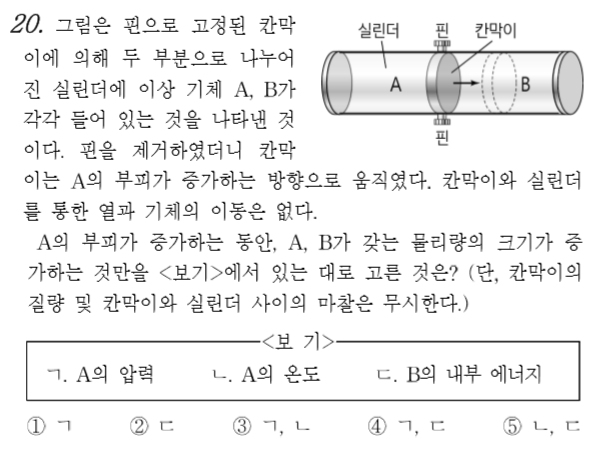 20. 그림은 핀으로 고정된 칸막
이에 의해 두 부분으로 나누어
진 실린더에 이상 기체 A, B가
각각 들어 있는 것을 나타낸 것
이다. 핀을 제거하였더니 칸막
실린더 핀 칸막이
A B
핀
이는 A의 부피가 증가하는 방향으로 움직였다. 칸막이와 실린더
를 통한 열과 기체의 이동은 없다.
A의 부피가 증가하는 동안, A, B가 갖는 물리량의 크기가 증
가하는 것만을 <보기>에서 있는 대로 고른 것은? (단, 칸막이의
질량 및 칸막이와 실린더 사이의 마찰은 무시한다.)
<보 기>
ㄱ. A의 압력 ㄴ. A의 온도 ㄷ. B의 내부 에너지
① ㄱ ② ㄷ ③ ㄱ, ㄴ ④ ㄱ, ㄷ ⑤ ㄴ, ㄷ